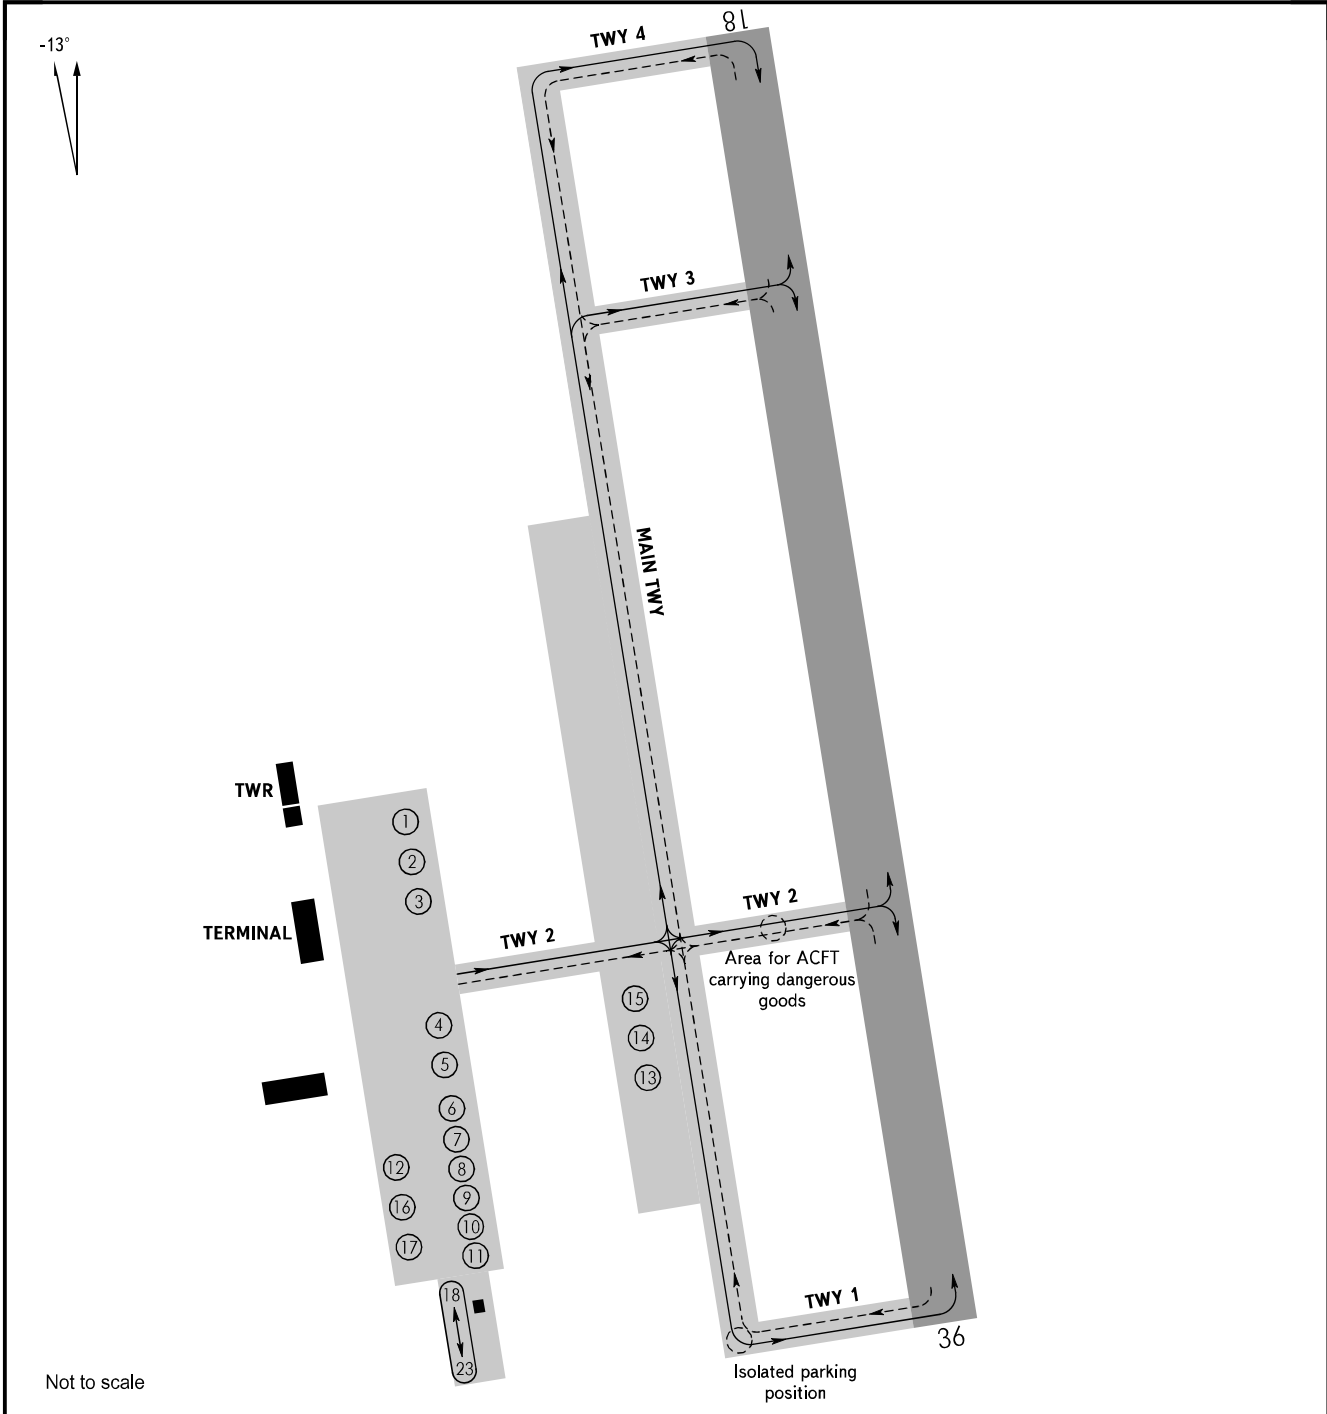 -13°
TWY 4
18
TWY 3
MAIN TWY
TWR
1
2
3
TERMINAL
TWY 2
TWY 2
Area for ACFT
carrying dangerous
goods
15
14
13
4
5
6
7
8
9
10
11
12
16
17
18
23
TWY 1
36
Isolated parking
position
Not to scale